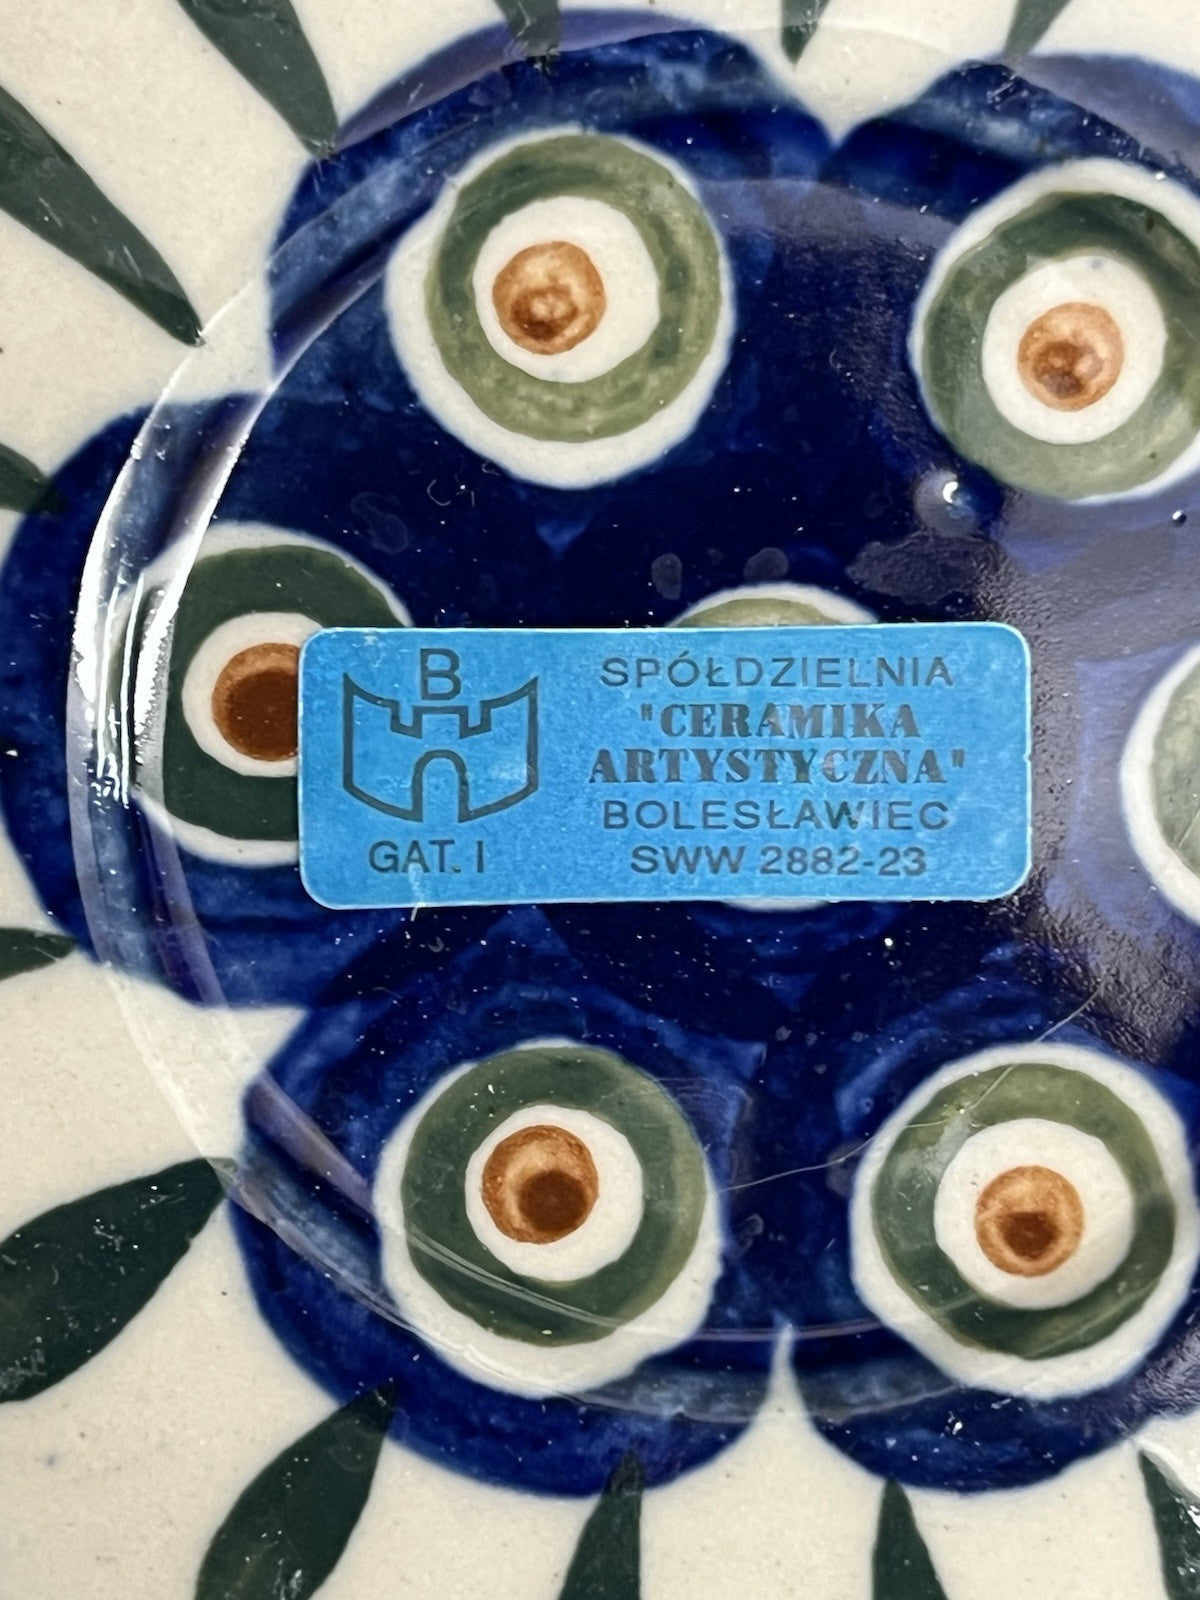 B
GAT. I
SPÓŁDZIELNIA
"CERAMIKA
ARTYSTYCZNA"
BOLESŁAWIEC
SWW 2882-23